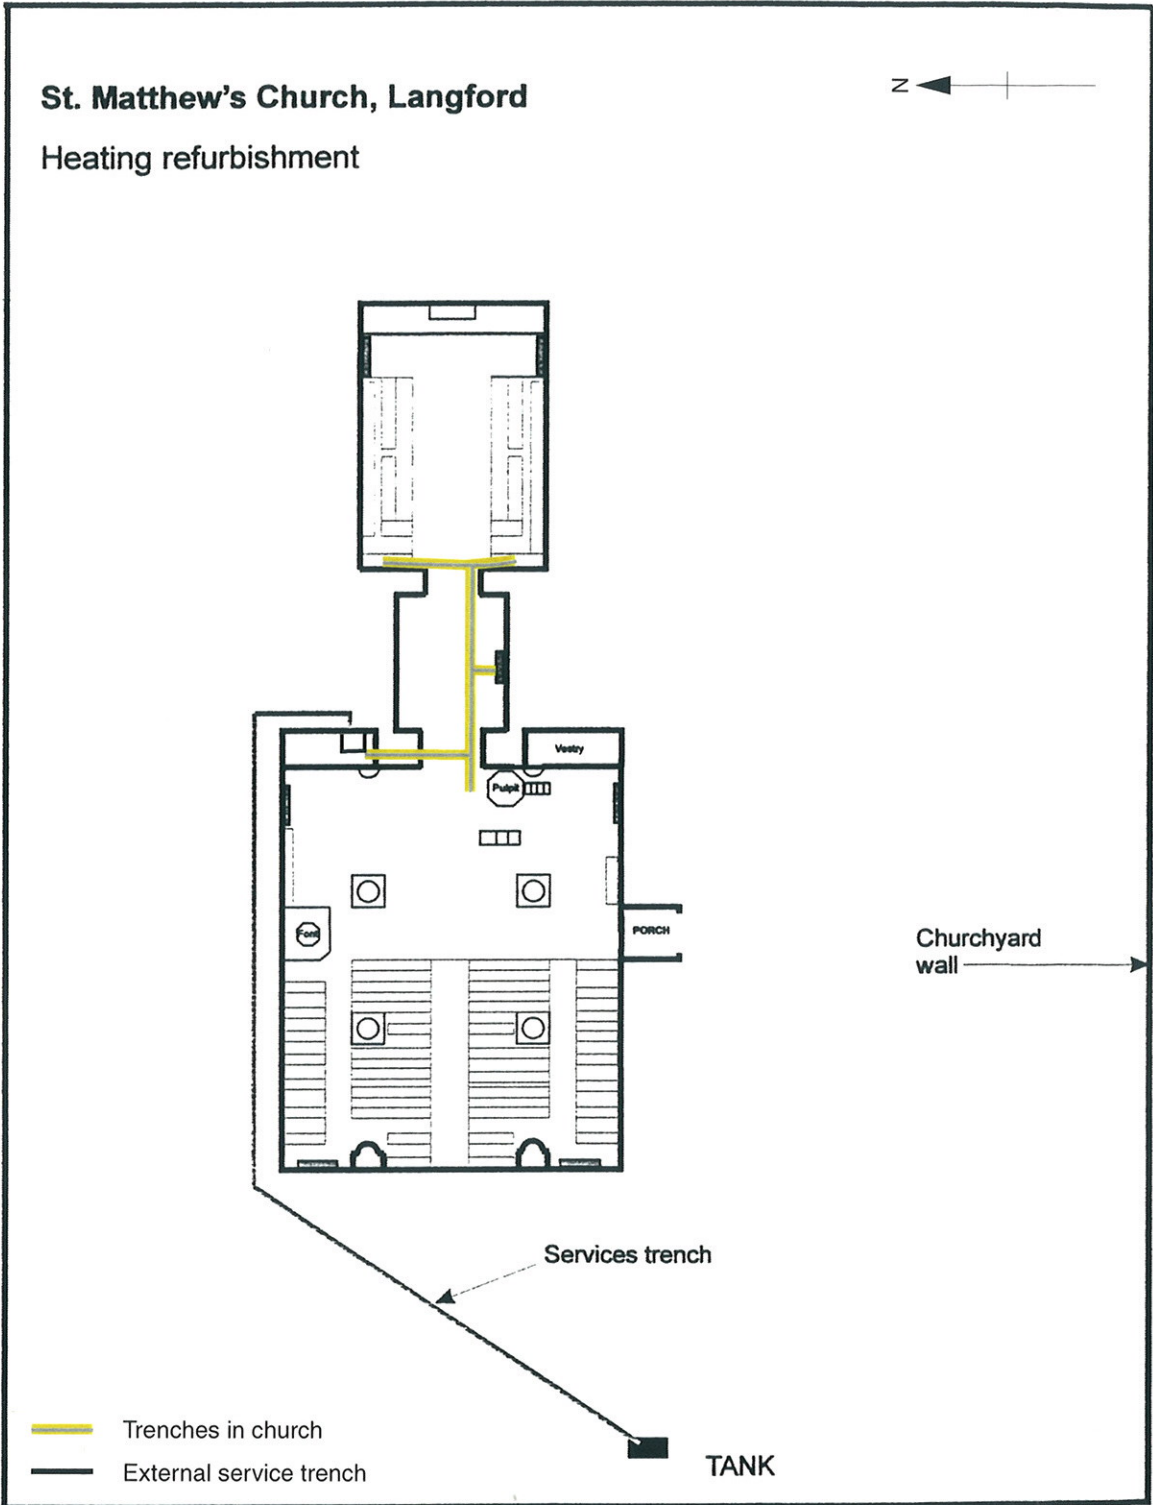 St. Matthew's Church, Langford
N
Heating refurbishment
Vestry
Pulpit
Font
PORCH
Churchyard
wall
Services trench
Trenches in church
TANK
External service trench